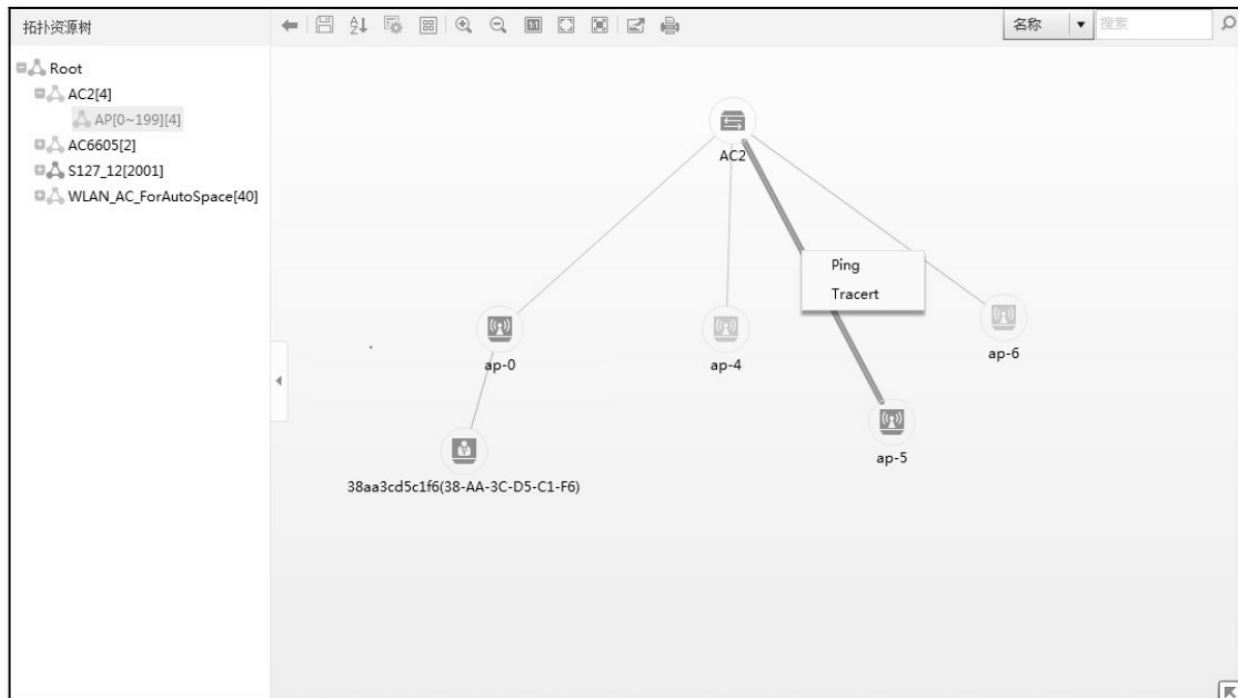 拓扑资源树
名称
搜索
Root
AC2[4]
AP[0~199][4]
AC6605[2]
S127_12[2001]
WLAN_AC_ForAutoSpace[40]
AC2
Ping
Tracert
ap-0
ap-4
ap-6
ap-5
38aa3cd5c1f6(38-AA-3C-D5-C1-F6)